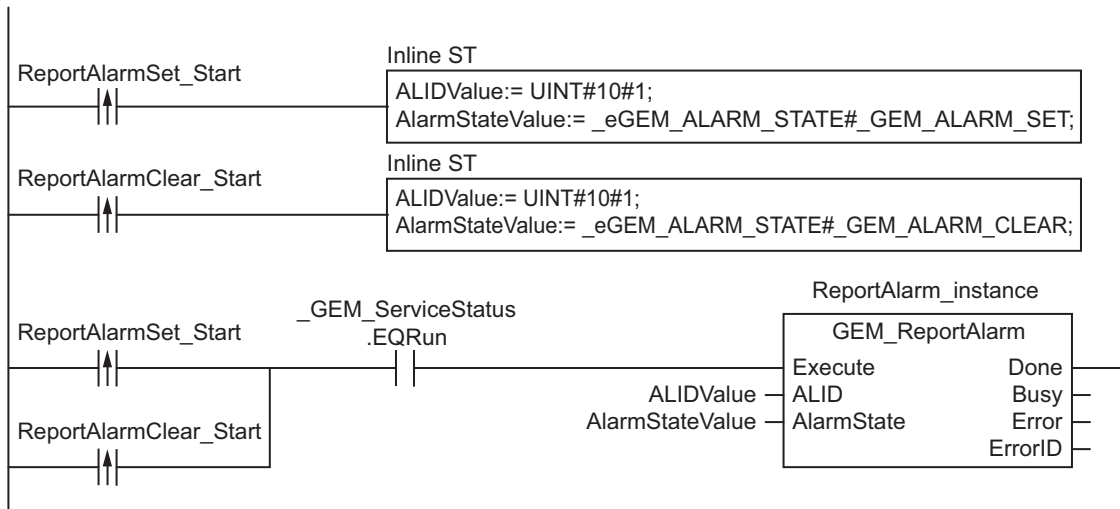 Inline ST
ReportAlarmSet_Start
ALIDValue:= UINT#10#1;
AlarmStateValue:= _eGEM_ALARM_STATE#_GEM_ALARM_SET;
Inline ST
ReportAlarmClear_Start
ALIDValue:= UINT#10#1;
AlarmStateValue:= _eGEM_ALARM_STATE#_GEM_ALARM_CLEAR;
ReportAlarm_instance
_GEM_ServiceStatus
.EQRun
ReportAlarmSet_Start
GEM_ReportAlarm
Execute Done
ALIDValue ALID Busy
AlarmStateValue AlarmState Error
ReportAlarmClear_Start
ErrorID